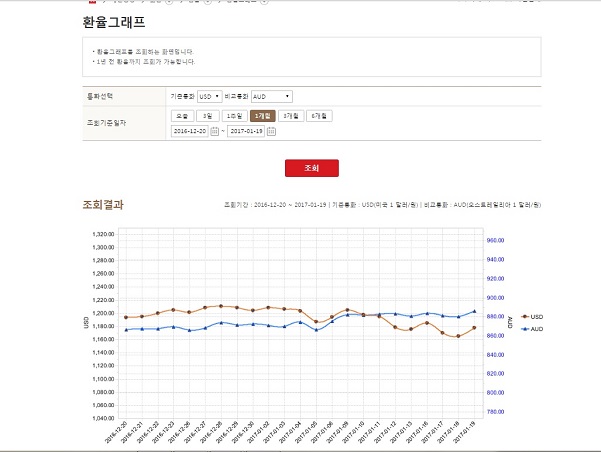 환율그래프
• 환율그래프를 조회하는 화면입니다.
• 1년 전 환율까지 조회가 가능합니다.
통화선택 기준통화 USD 비교통화 AUD
조회기준일자 오늘 3일 1주일 1개월 3개월 6개월
2016-12-20 ~ 2017-01-19
조회
조회결과 조회기간 : 2016-12-20 ~ 2017-01-19 | 기준통화 : USD(미국 1 달러/원) | 비교통화 : AUD(오스트레일리아 1 달러/원)
1,320.00
1,300.00 960.00
1,280.00 940.00
1,260.00 920.00
1,240.00
1,220.00 900.00
1,200.00 880.00
USD 1,180.00 AUD USD
1,160.00 860.00 AUD
1,140.00 840.00
1,120.00
1,100.00 820.00
1,080.00 800.00
1,060.00 780.00
1,040.00
2016-12-20 2016-12-21 2016-12-22 2016-12-23 2016-12-26 2016-12-27 2016-12-28 2016-12-29 2016-12-30 2017-01-02 2017-01-03 2017-01-04 2017-01-05 2017-01-06 2017-01-09 2017-01-10 2017-01-11 2017-01-12 2017-01-13 2017-01-16 2017-01-17 2017-01-18 2017-01-19